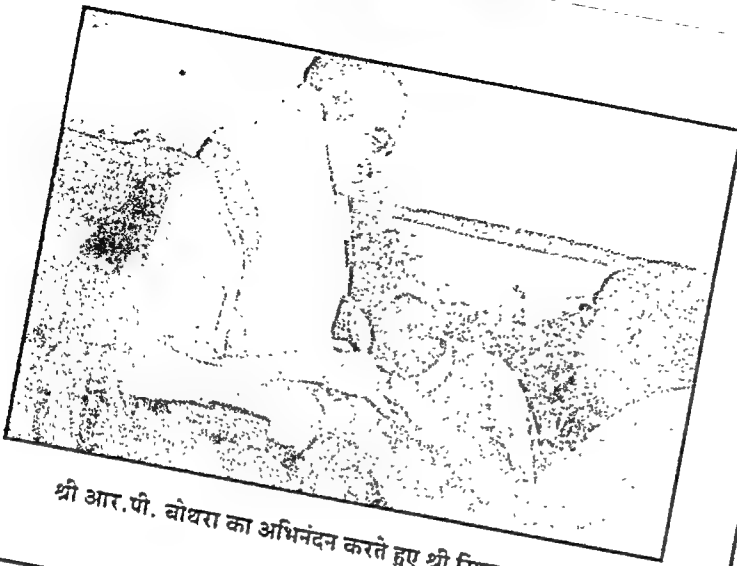 श्री आर.पी. बोथरा का अभिनंदन करते हुए श्री